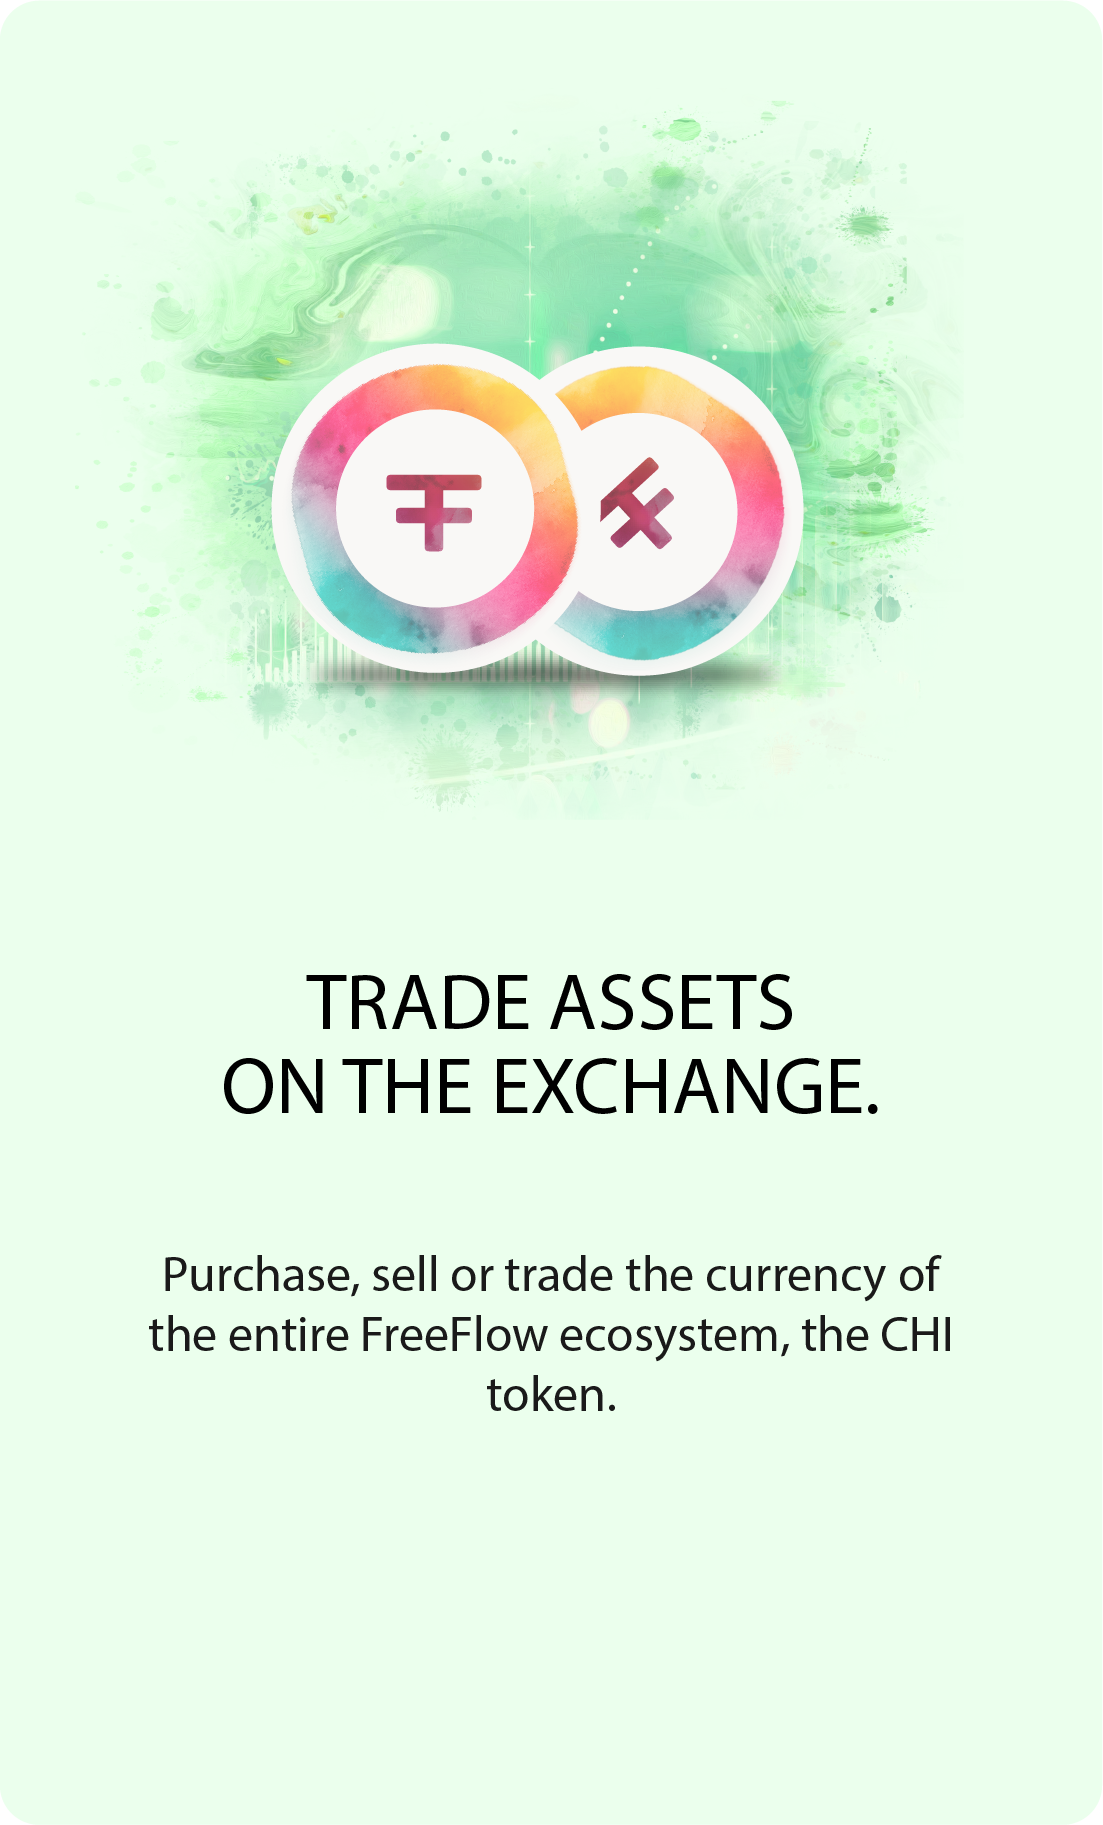 TRADE ASSETS
ON THE EXCHANGE.
Purchase, sell or trade the currency of
the entire FreeFlow ecosystem, the CHI
token.